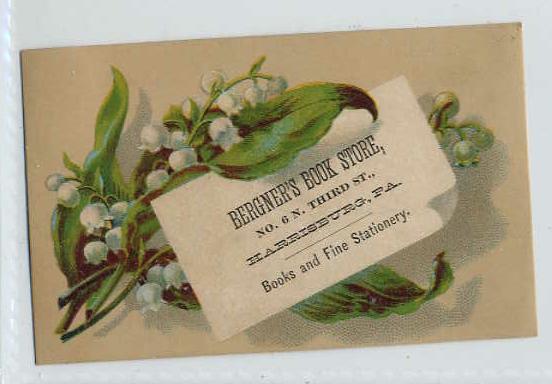 BERGNER'S BOOK STORE,
NO. 6 N. THIRD ST.,
HARRISBURG, PA.
Books and Fine Stationery.